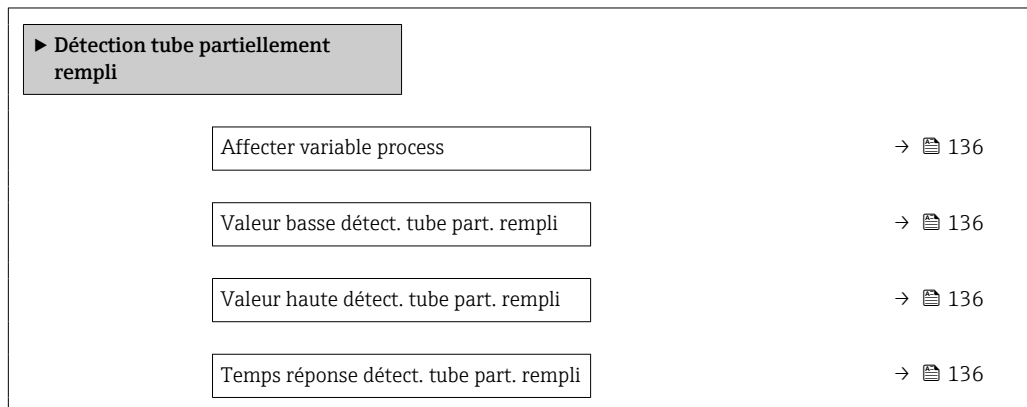 ► Détection tube partiellement
rempli
Affecter variable process → 136
Valeur basse détect. tube part. rempli → 136
Valeur haute détect. tube part. rempli → 136
Temps réponse détect. tube part. rempli → 136